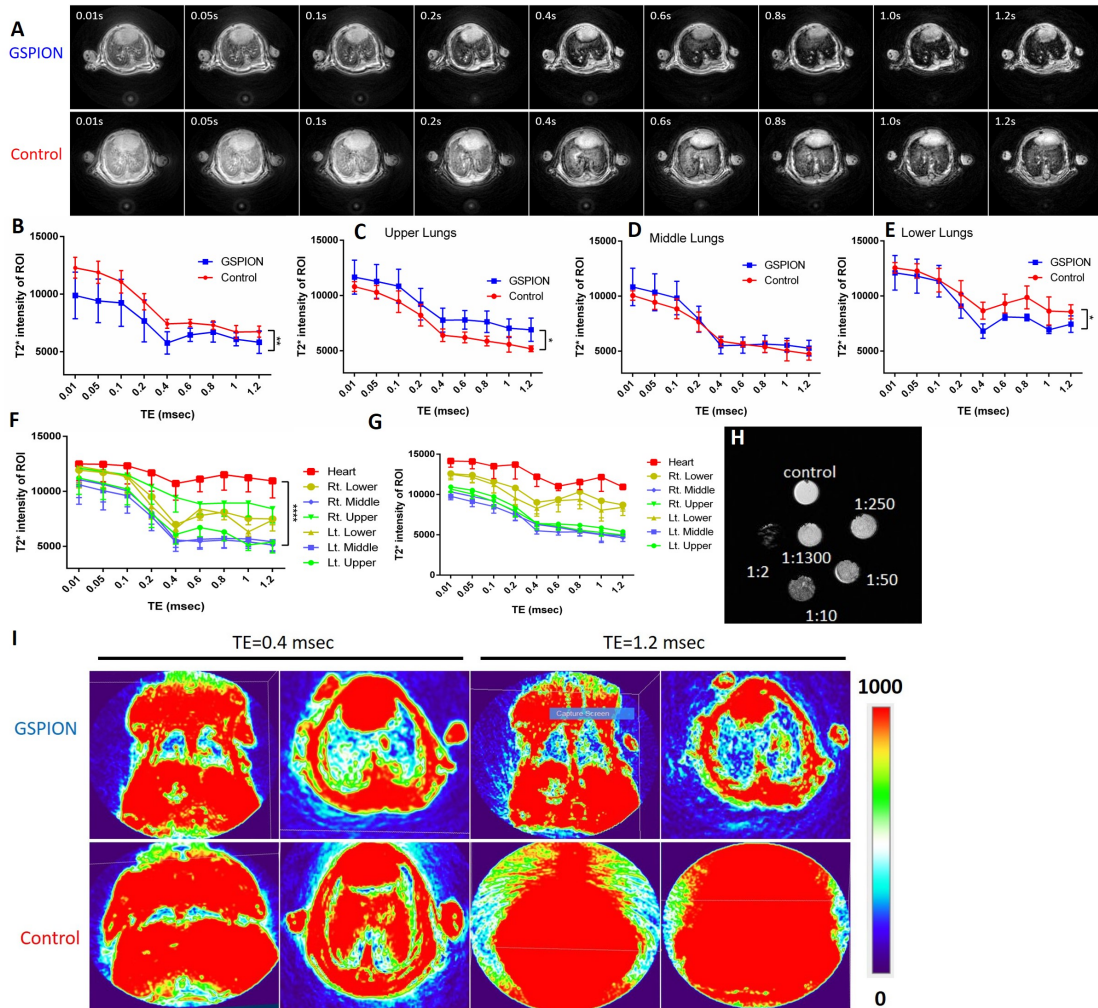 A
GSPION
0.01s 0.05s 0.1s 0.2s 0.4s 0.6s 0.8s 1.0s 1.2s
Control
0.01s 0.05s 0.1s 0.2s 0.4s 0.6s 0.8s 1.0s 1.2s
B
15000
10000
5000
T2* intensity of ROI
GSPION
Control
**
0.01 0.05 0.1 0.2 0.4 0.6 0.8 1 1.2
TE (msec)
C
Upper Lungs
15000
10000
5000
T2* intensity of ROI
GSPION
Control
*
0.01 0.05 0.1 0.2 0.4 0.6 0.8 1 1.2
TE (msec)
D
Middle Lungs
15000
10000
5000
T2* intensity of ROI
GSPION
Control
0.01 0.05 0.1 0.2 0.4 0.6 0.8 1 1.2
TE (msec)
E
Lower Lungs
15000
10000
5000
T2* intensity of ROI
GSPION
Control
*
0.01 0.05 0.1 0.2 0.4 0.6 0.8 1 1.2
TE (msec)
F
15000
10000
5000
T2* intensity of ROI
****
Heart
Rt. Lower
Rt. Middle
Rt. Upper
Lt. Lower
Lt. Middle
Lt. Upper
0.01 0.05 0.1 0.2 0.4 0.6 0.8 1 1.2
TE (msec)
G
15000
10000
5000
0
T2* intensity of ROI
Heart
Rt. Lower
Rt. Middle
Rt. Upper
Lt. Lower
Lt. Middle
Lt. Upper
0.01 0.05 0.1 0.2 0.4 0.6 0.8 1 1.2
TE (msec)
H
control
1:250
1:1300
1:2
1:50
1:10
I
TE=0.4 msec
TE=1.2 msec
GSPION
Capture Screen
Control
1000
0